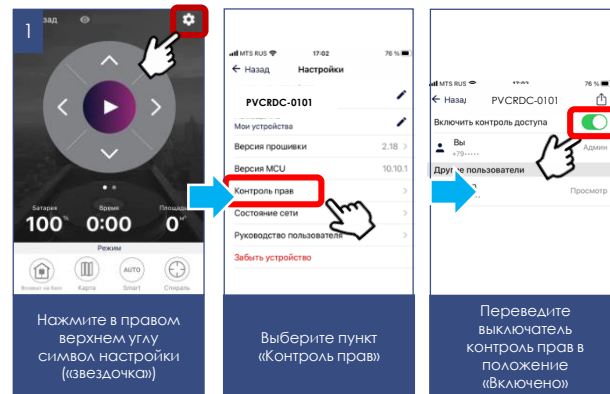 1
зад
Батарея
Время
Площадь
100 %
0:00
0 м²
Режим
Возврат на базу
Карта
AUTO
Smart
Спираль
Нажмите в правом
верхнем углу
символ настройки
(«звездочка»)
MTS RUS
17:02
76 %
← Назад
Настройки
PVCRDC-0101
Мои устройства
Версия прошивки
2.18 >
Версия MCU
10.10.1
Контроль прав
Состояние сети
Руководство пользователя
Забыть устройство
Выберите пункт
«Контроль прав»
MTS RUS
17:03
76 %
← Назад
PVCRDC-0101
Включить контроль доступа
Вы
Админ
+79·····
Другие пользователи
Просмотр
Переведите
выключатель
контроль прав в
положение
«Включено»